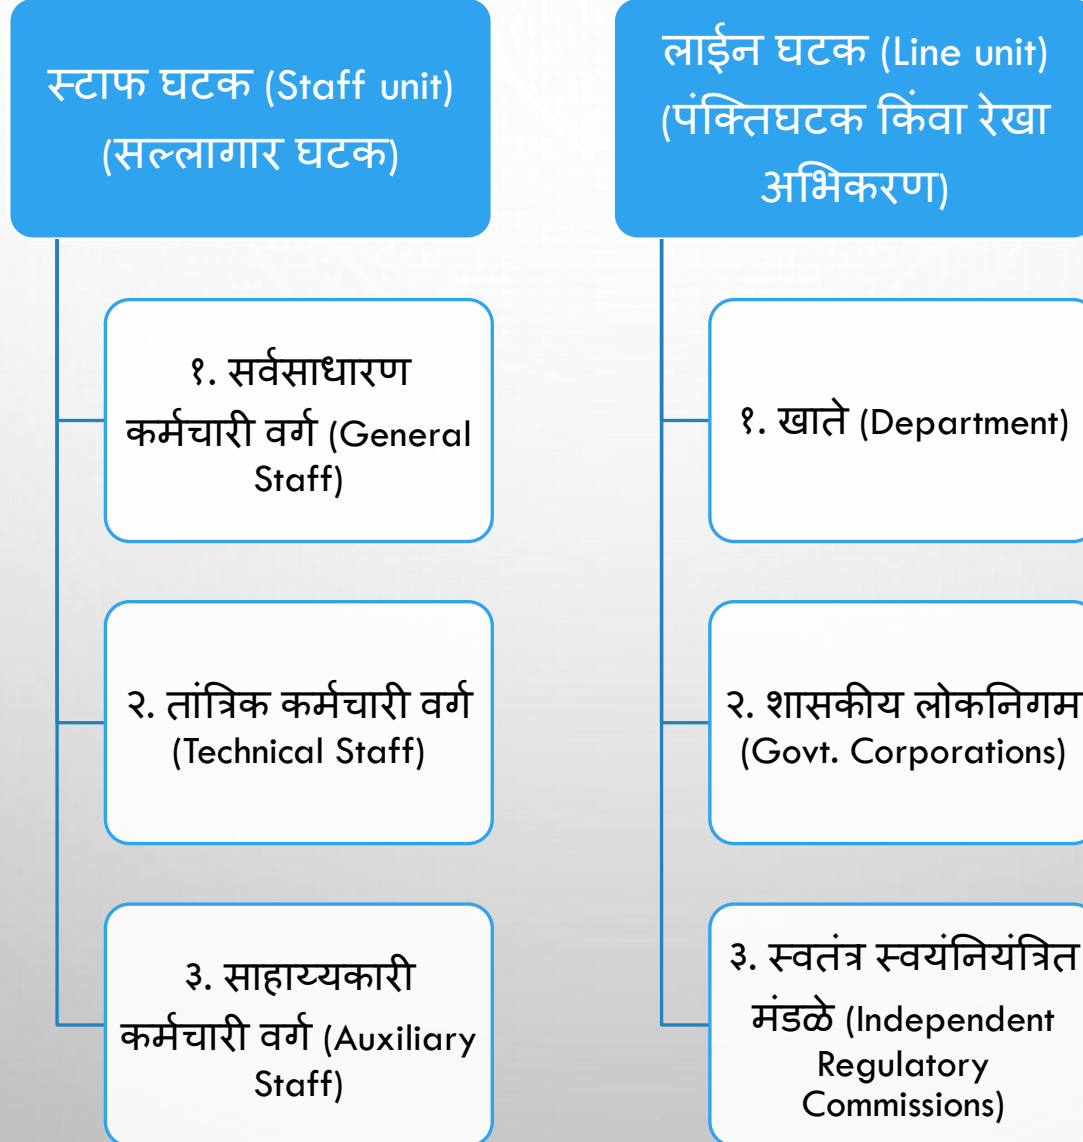 स्टाफ घटक (Staff unit)
(सल्लागार घटक)
१. सर्वसाधारण
कर्मचारी वर्ग (General
Staff)
२. तांत्रिक कर्मचारी वर्ग
(Technical Staff)
३. साहाय्यकारी
कर्मचारी वर्ग (Auxiliary
Staff)
लाईन घटक (Line unit)
(पंक्तिघटक किंवा रेखा
अभिकरण)
१. खाते (Department)
२. शासकीय लोकनिगम
(Govt. Corporations)
३. स्वतंत्र स्वयंनियंत्रित
मंडळे (Independent
Regulatory
Commissions)